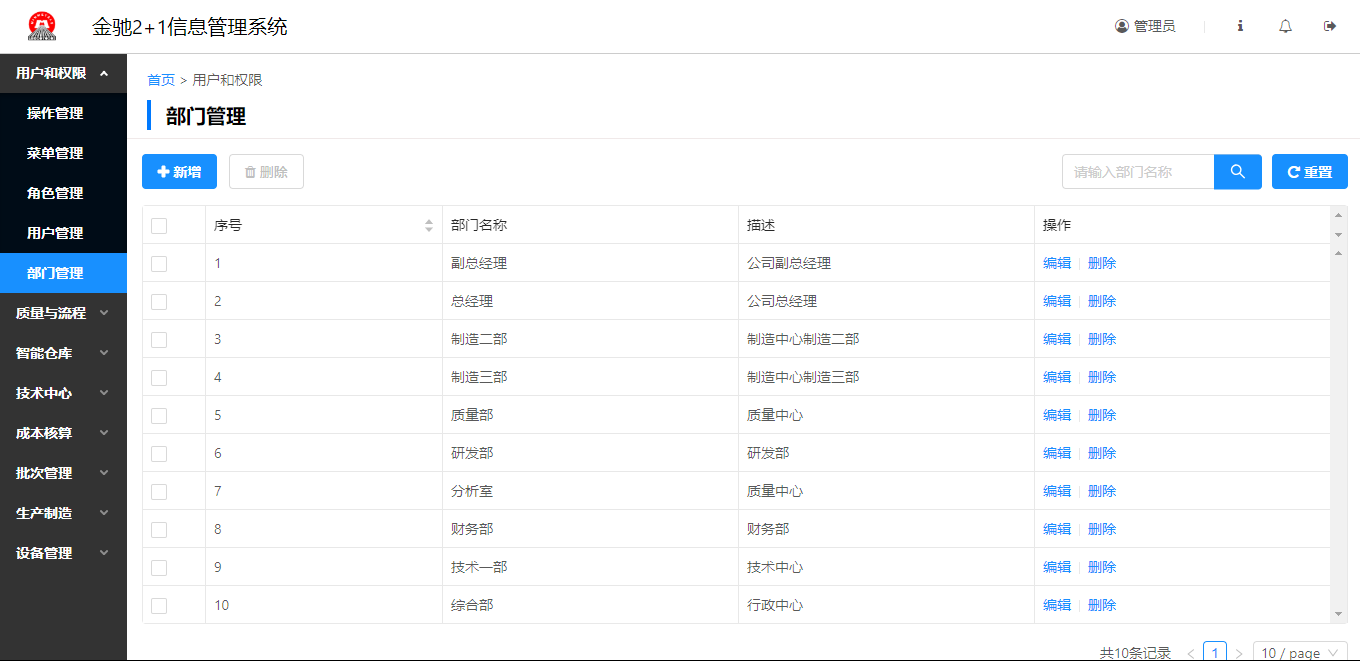 金驰2+1信息管理系统
管理员
用户和权限
操作管理
菜单管理
角色管理
用户管理
部门管理
质量与流程
智能仓库
技术中心
成本核算
批次管理
生产制造
设备管理
首页 > 用户和权限
部门管理
新增 删除 请输入部门名称 重置
序号 部门名称 描述 操作
1 副总经理 公司副总经理 编辑 删除
2 总经理 公司总经理 编辑 删除
3 制造二部 制造中心制造二部 编辑 删除
4 制造三部 制造中心制造三部 编辑 删除
5 质量部 质量中心 编辑 删除
6 研发部 研发部 编辑 删除
7 分析室 质量中心 编辑 删除
8 财务部 财务部 编辑 删除
9 技术一部 技术中心 编辑 删除
10 综合部 行政中心 编辑 删除
共10条记录 < 1 > 10 / page